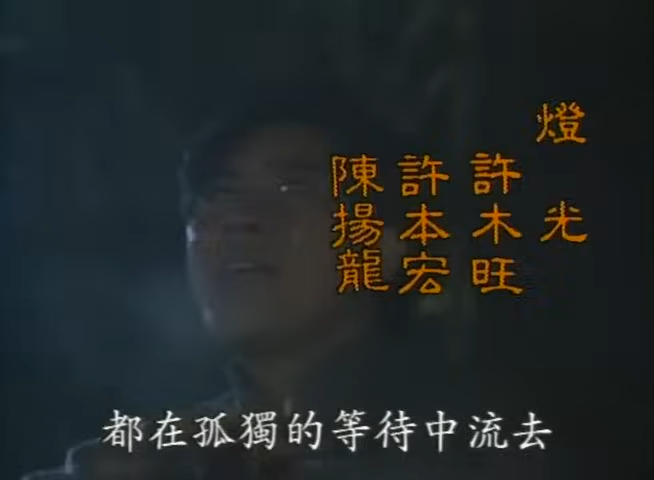 燈光
許木旺
許本宏
陳揚龍
都在孤獨的等待中流去